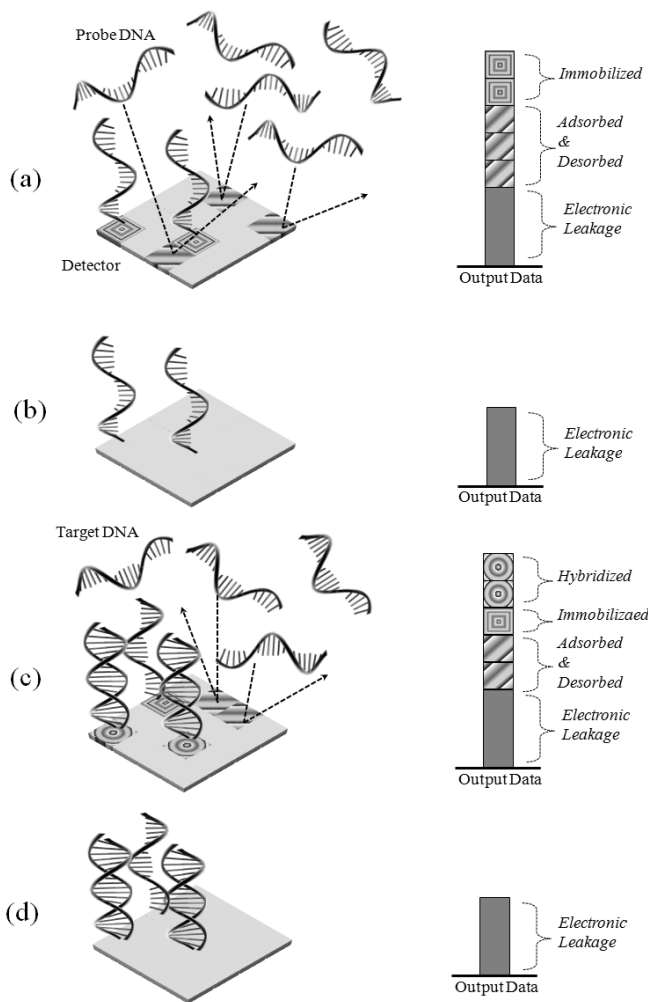 Probe DNA
Immobilized
Adsorbed
&
Desorbed
(a)
Electronic
Leakage
Detector
Output Data
(b)
Electronic
Leakage
Output Data
Target DNA
Hybridized
Immobilizaed
(c)
Adsorbed
&
Desorbed
Electronic
Leakage
Output Data
(d)
Electronic
Leakage
Output Data